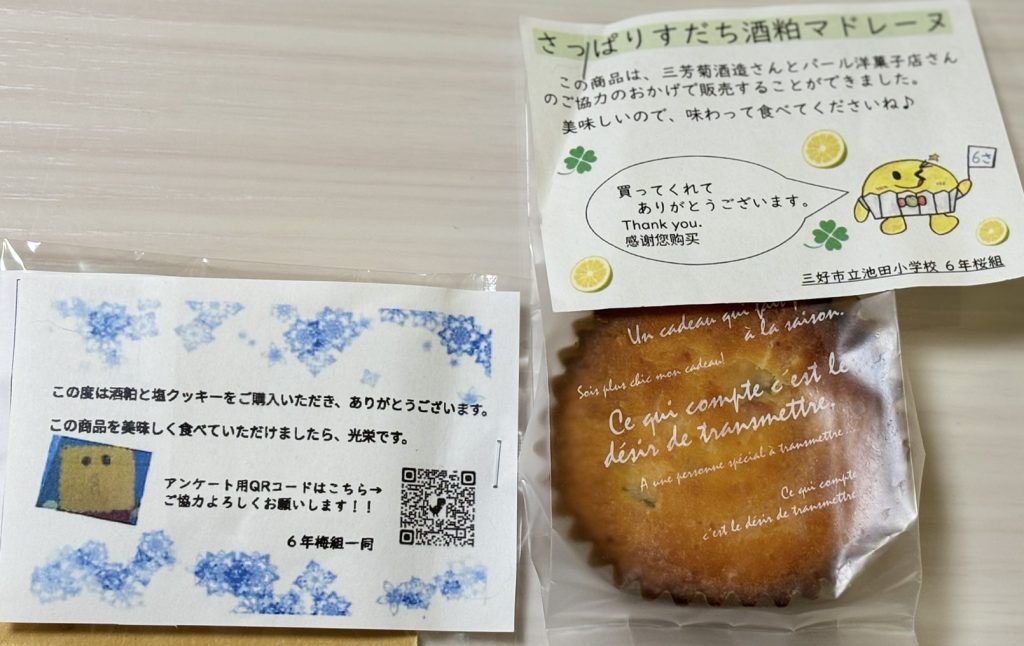 さっぱりすだち酒粕マドレーヌ
この商品は、三芳菊酒造さんとパール洋菓子店さん
のご協力のおかげで販売することができました。
美味しいので、味わって食べてくださいね♪
6さ
買ってくれて
ありがとうございます。
Thank you.
感谢您购买
三好市立池田小学校 6年桜組
この度は酒粕と塩クッキーをご購入いただき、ありがとうございます。
この商品を美味しく食べていただけましたら、光栄です。
アンケート用QRコードはこちら→
ご協力よろしくお願いします！！
6年梅組一同
Un cadeau qui fait
à la saison.
Sois plus chic mon cadeau!
Ce qui compte c'est le
désir de transmettre.
A une personne spécial à transmettre...
Ce qui compte
c'est le désir de transmettre